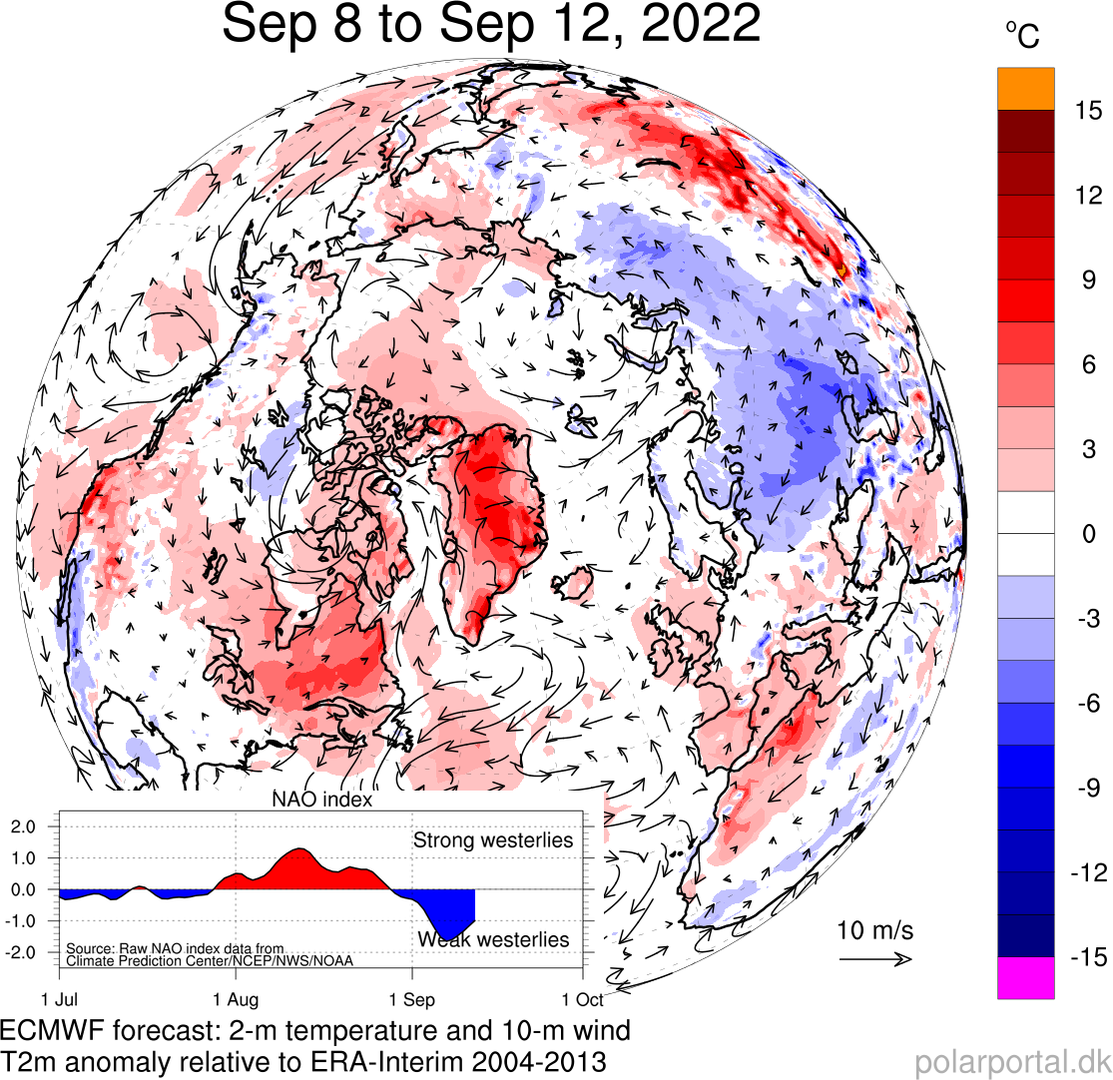 Sep 8 to Sep 12, 2022
°C
15
12
9
6
3
0
-3
-6
-9
-12
-15
NAO index
2.0
1.0
0.0
-1.0
-2.0
Strong westerlies
Weak westerlies
Source: Raw NAO index data from
Climate Prediction Center/NCEP/NWS/NOAA
1 Jul
1 Aug
1 Sep
1 Oct
10 m/s
ECMWF forecast: 2-m temperature and 10-m wind
T2m anomaly relative to ERA-Interim 2004-2013
polarportal.dk